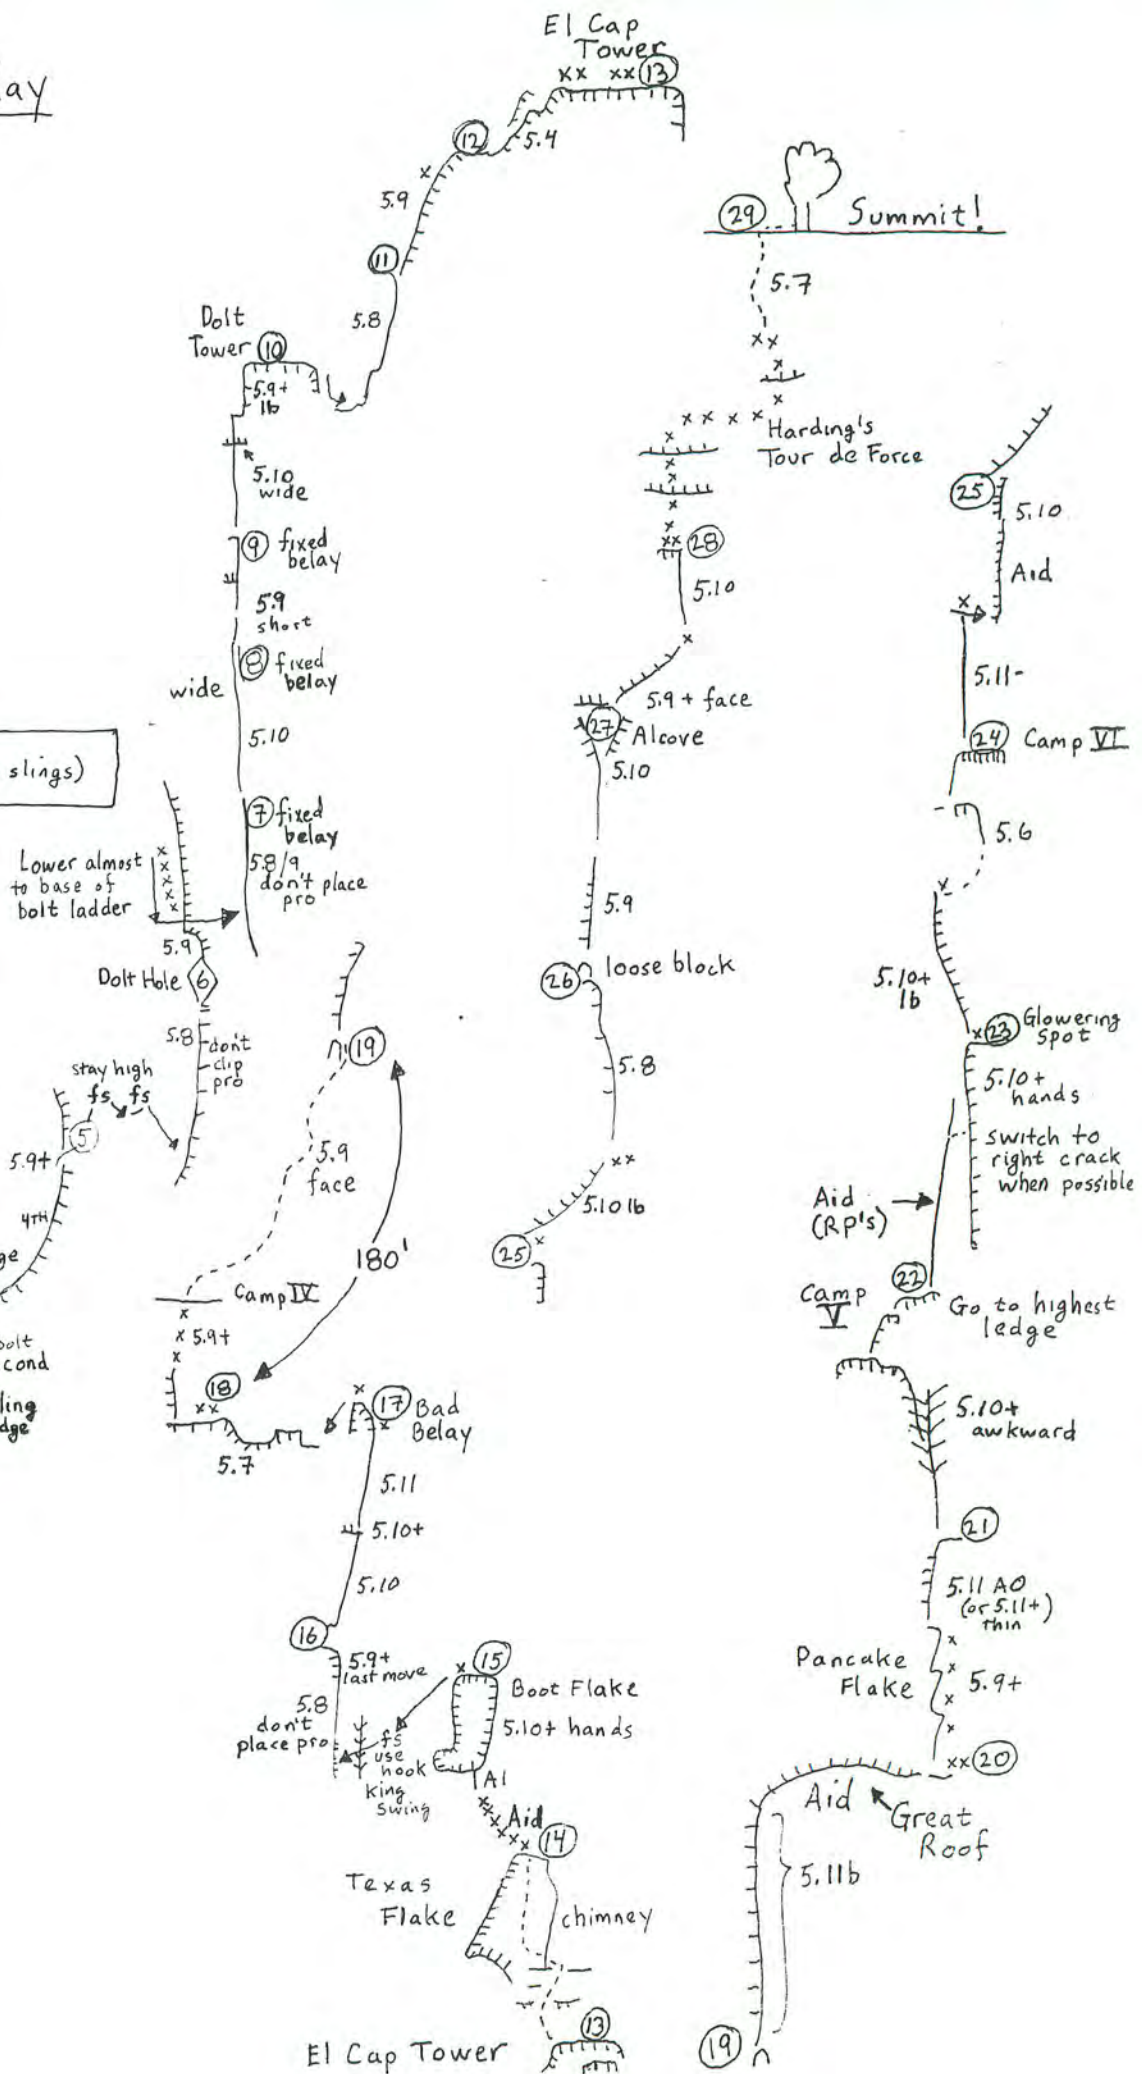 ay
El Cap
Tower
xx xx 13
12
5.4
x
5.9
11
5.8
Dolt
Tower 10
5.9+
lb
5.10
wide
9 fixed
belay
5.9
short
8 fixed
belay
wide
5.10
slings)
7 fixed
belay
5.8/9
don't place
pro
Lower almost
to base of
bolt ladder
x
x
x
x
x
5.9
Dolt Hole 6
5.8
don't
clip
pro
stay high
fs fs
5
5.9+
4TH
ge
bolt
cond
ling
dge
19
5.9
face
180'
Camp IV
x
x 5.9+
x
18
xx
5.7
x
17 Bad
x Belay
5.11
5.10+
5.10
16
5.9+
last move
5.8
don't
place pro
fs
use
hook
King
Swing
x 15
Boot Flake
5.10+ hands
A1
xxxx
Aid
xxx
14
Texas
Flake
chimney
13
El Cap Tower
29
Summit!
5.7
xx
x
x
x x x x
Harding's
Tour de Force
x
x
x
x
x
xx 28
5.10
x
5.9+ face
27 Alcove
5.10
5.9
26 loose block
5.8
xx
5.10 lb
25 x
25
5.10
Aid
x
5.11-
24 Camp VI
5.6
x
5.10+
lb
x 23 Glowering
Spot
5.10+
hands
switch to
right crack
when possible
Aid
(RP's)
22
Camp
V
Go to highest
ledge
5.10+
awkward
21
5.11 A0
(or 5.11+)
thin
Pancake
Flake
x
x
x
x
5.9+
xx 20
Aid
Great
Roof
5.11b
19